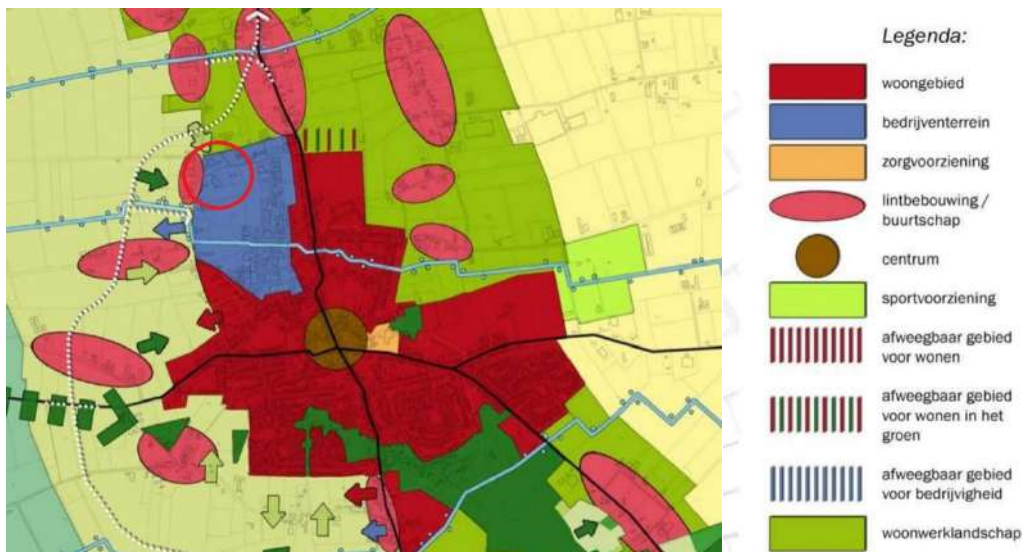 Legenda:
woongebied
bedrijventerrein
zorgvoorziening
lintbebouwing /
buurtschap
centrum
sportvoorziening
afweegbaar gebied
voor wonen
afweegbaar gebied
voor wonen in het
groen
afweegbaar gebied
voor bedrijvigheid
woonwerklandschap